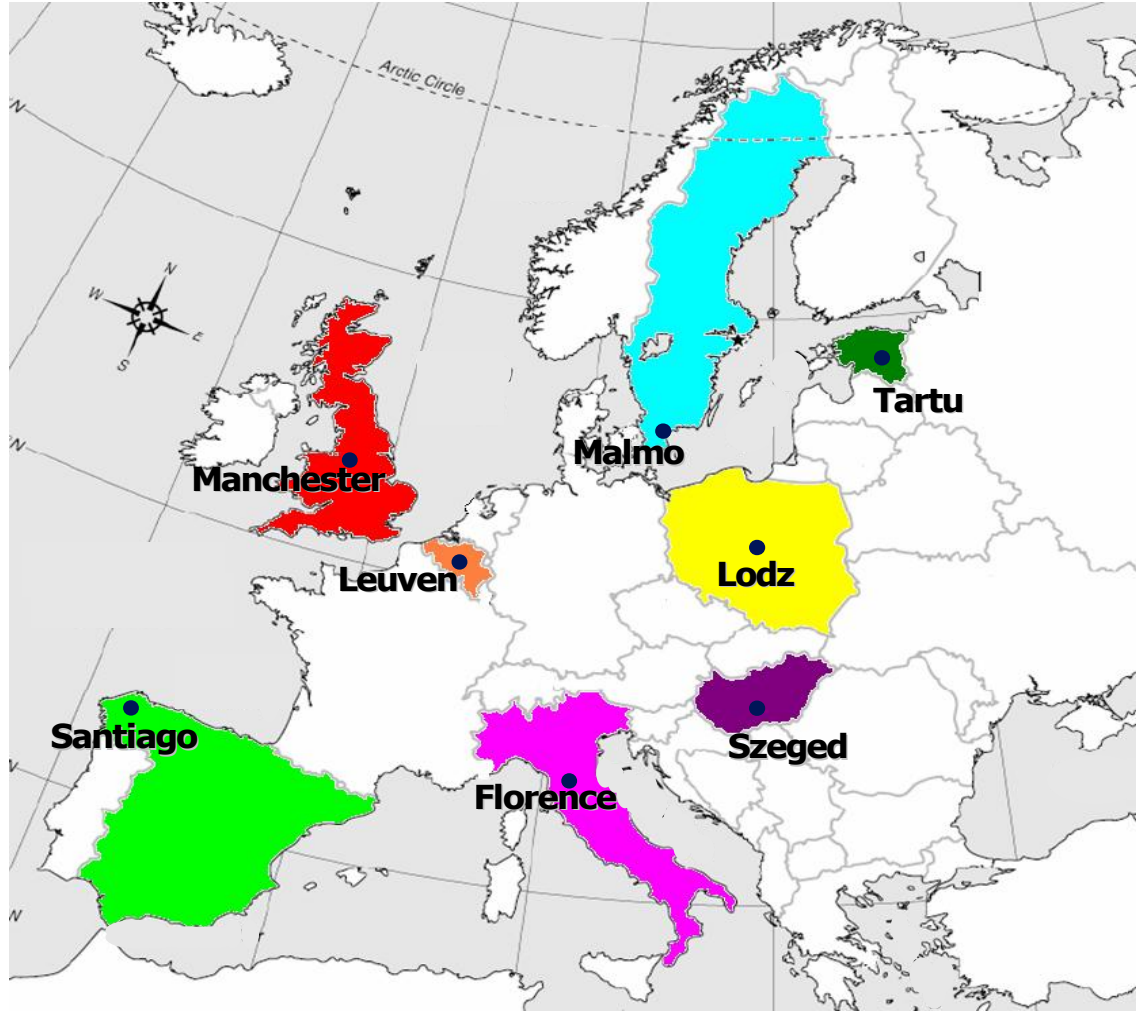 Arctic Circle
N
N
W
E
S
Tartu
Malmo
N
Manchester
Leuven
Lodz
Santiago
Szeged
Florence
W
W